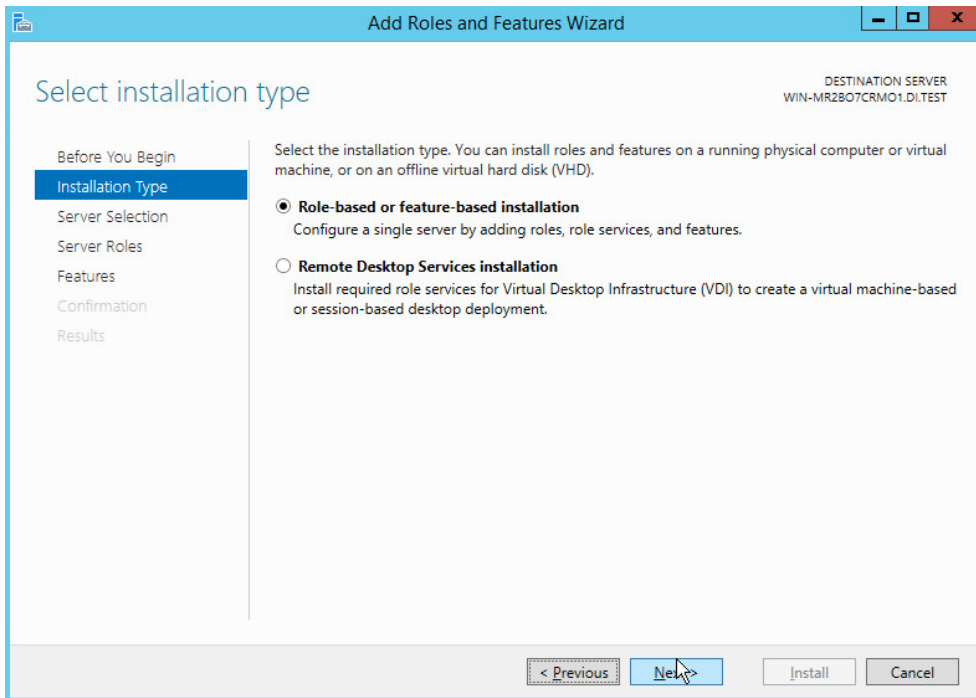 Add Roles and Features Wizard
x
Select installation type
DESTINATION SERVER
WIN-MR2BO7CRMO1.DI.TEST
Before You Begin
Installation Type
Server Selection
Server Roles
Features
Confirmation
Results
Select the installation type. You can install roles and features on a running physical computer or virtual
machine, or on an offline virtual hard disk (VHD).
Role-based or feature-based installation
Configure a single server by adding roles, role services, and features.
Remote Desktop Services installation
Install required role services for Virtual Desktop Infrastructure (VDI) to create a virtual machine-based
or session-based desktop deployment.
< Previous
Next >
Install
Cancel